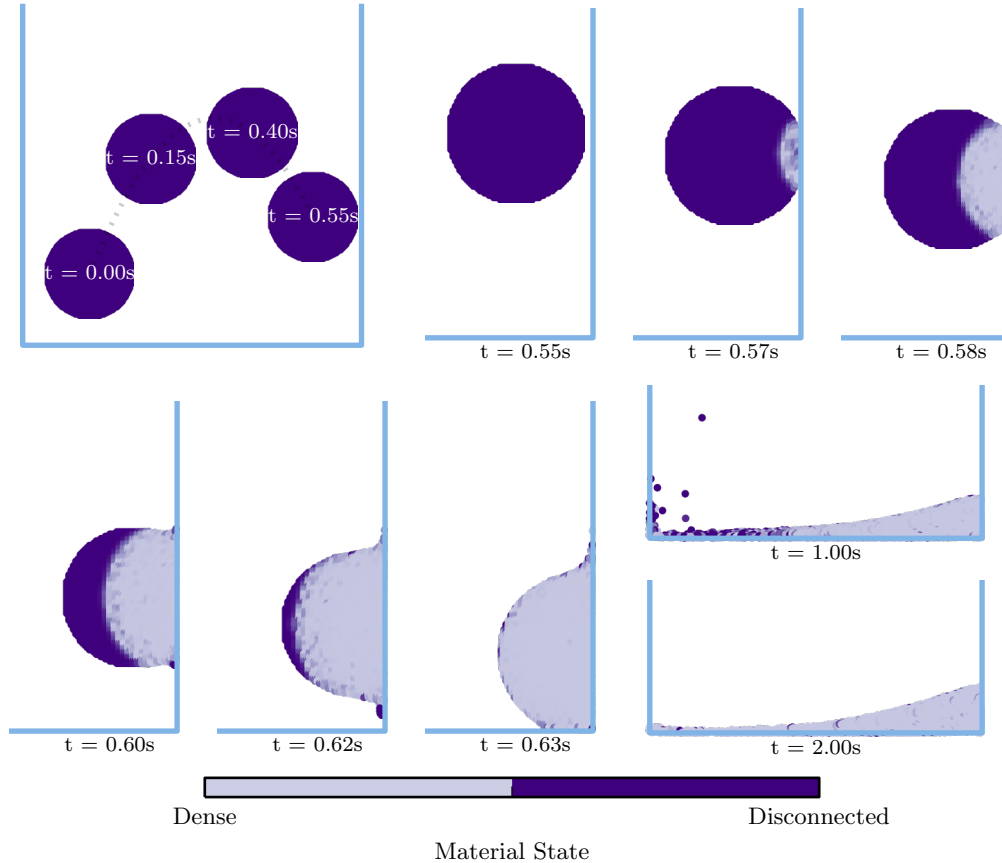 t = 0.40s
t = 0.15s
t = 0.55s
t = 0.00s
t = 0.55s
t = 0.57s
t = 0.58s
t = 1.00s
t = 0.60s
t = 0.62s
t = 0.63s
t = 2.00s
Dense
Disconnected
Material State